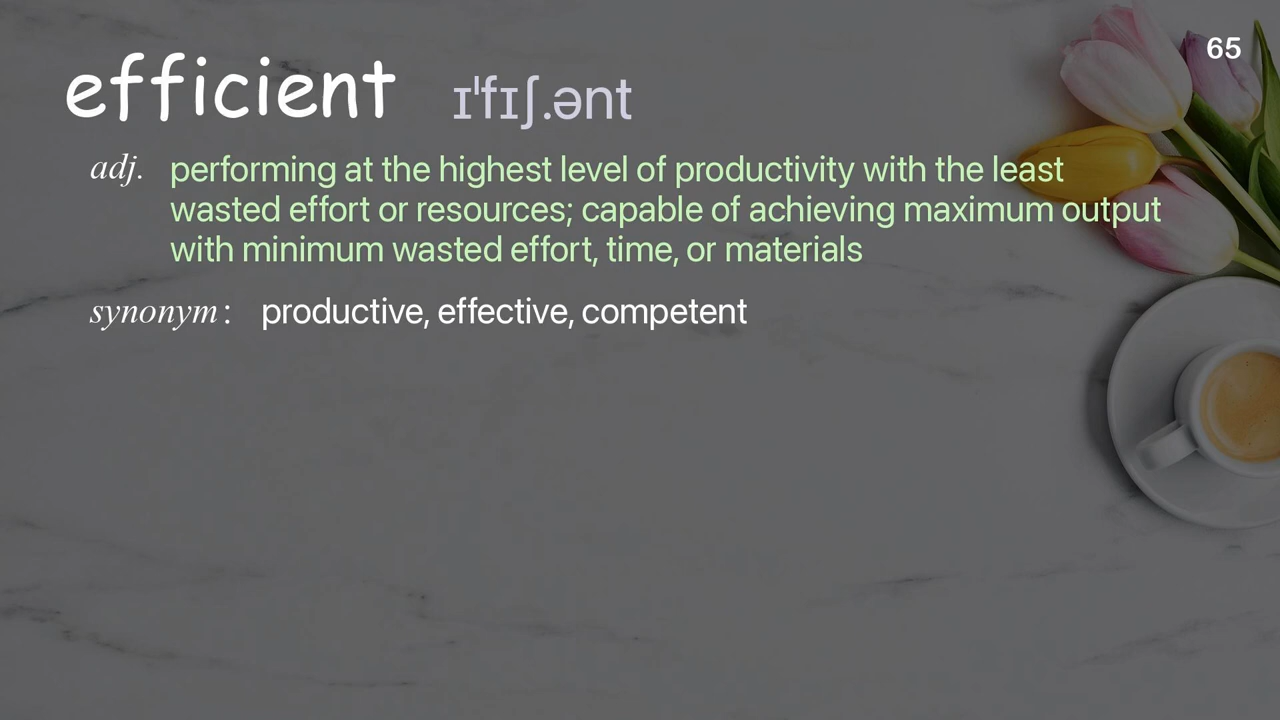 65
efficient ɪˈfɪʃ.ənt
adj. performing at the highest level of productivity with the least
wasted effort or resources; capable of achieving maximum output
with minimum wasted effort, time, or materials
synonym: productive, effective, competent